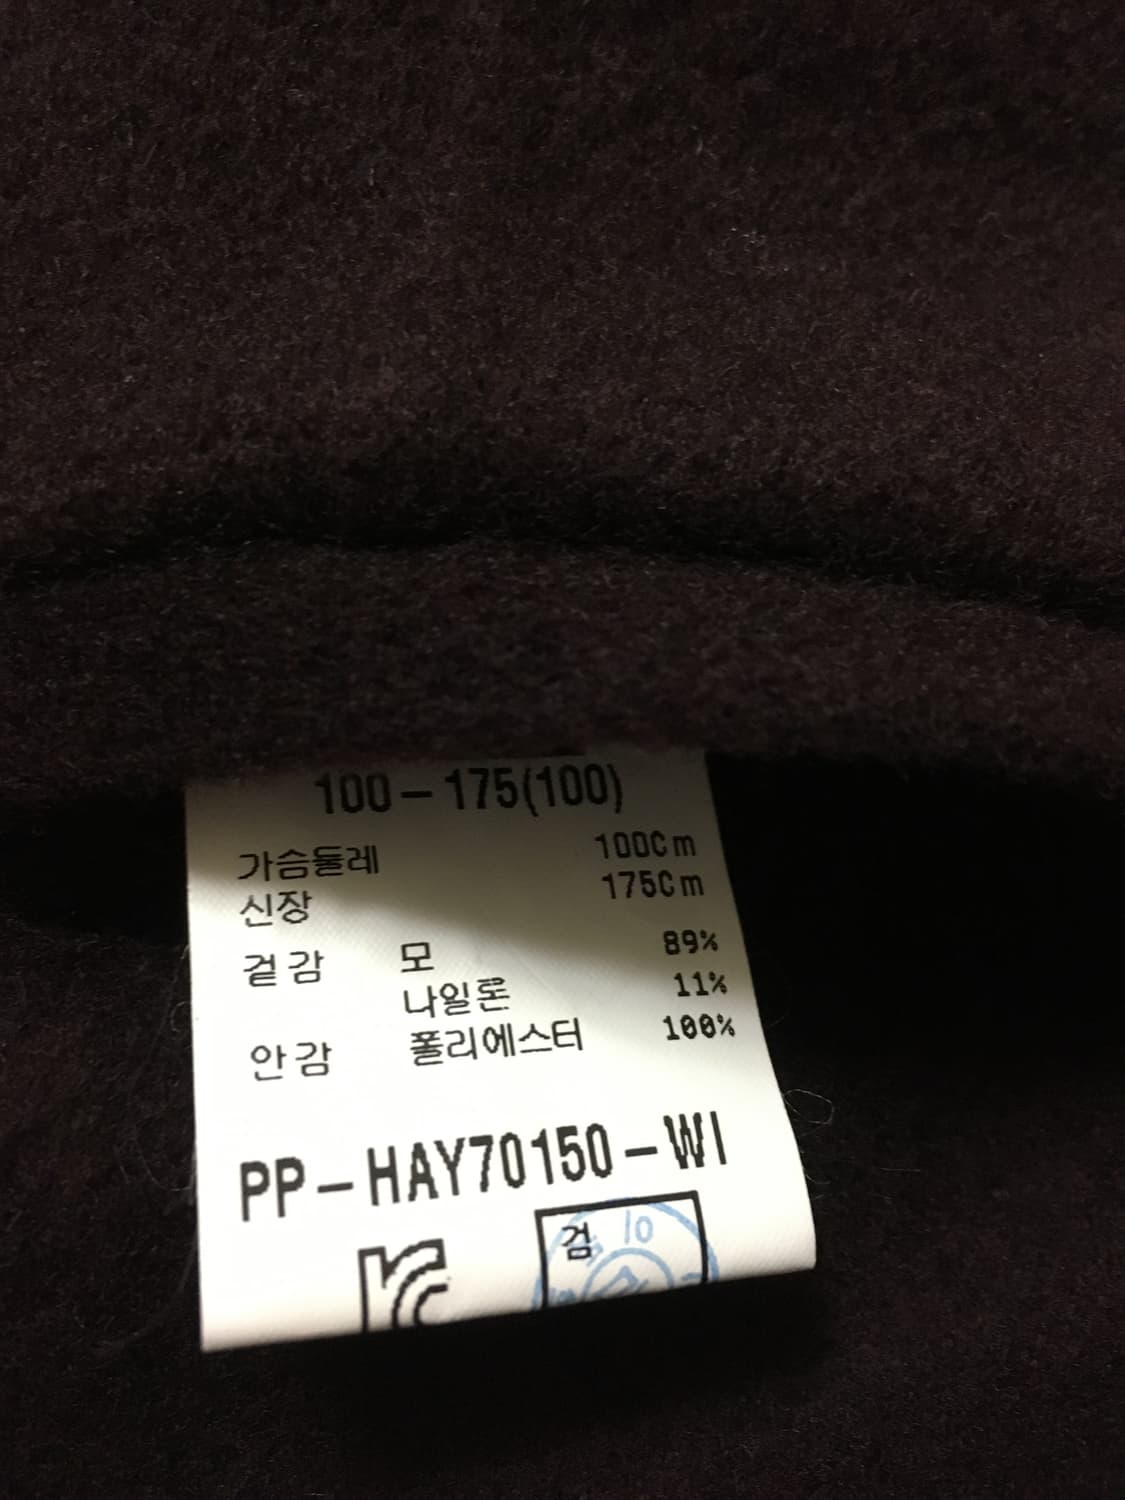 100-175(100)
가슴둘레 100Cm
신장 175Cm
겉감 모 89%
나일론 11%
안감 폴리에스터 100%
PP-HAY70150-WI
검 10